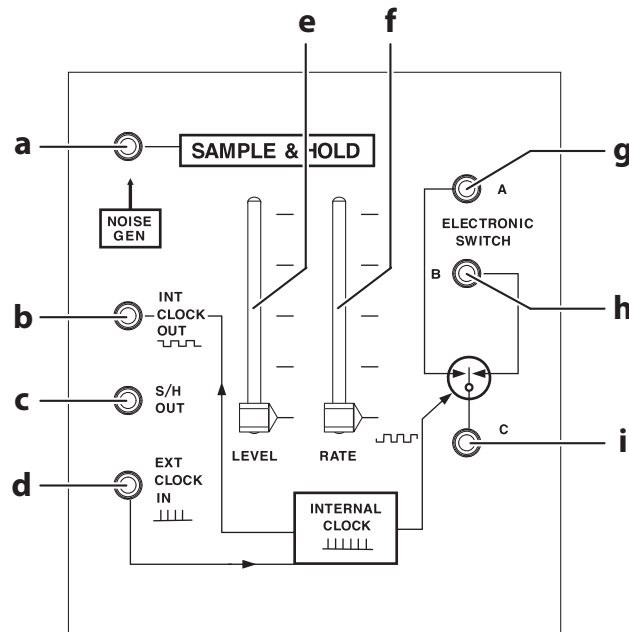 e
f
a
SAMPLE & HOLD
g
A
NOISE
GEN
ELECTRONIC
SWITCH
B
h
b
INT
CLOCK
OUT
c
S/H
OUT
C
i
LEVEL
RATE
d
EXT
CLOCK
IN
INTERNAL
CLOCK